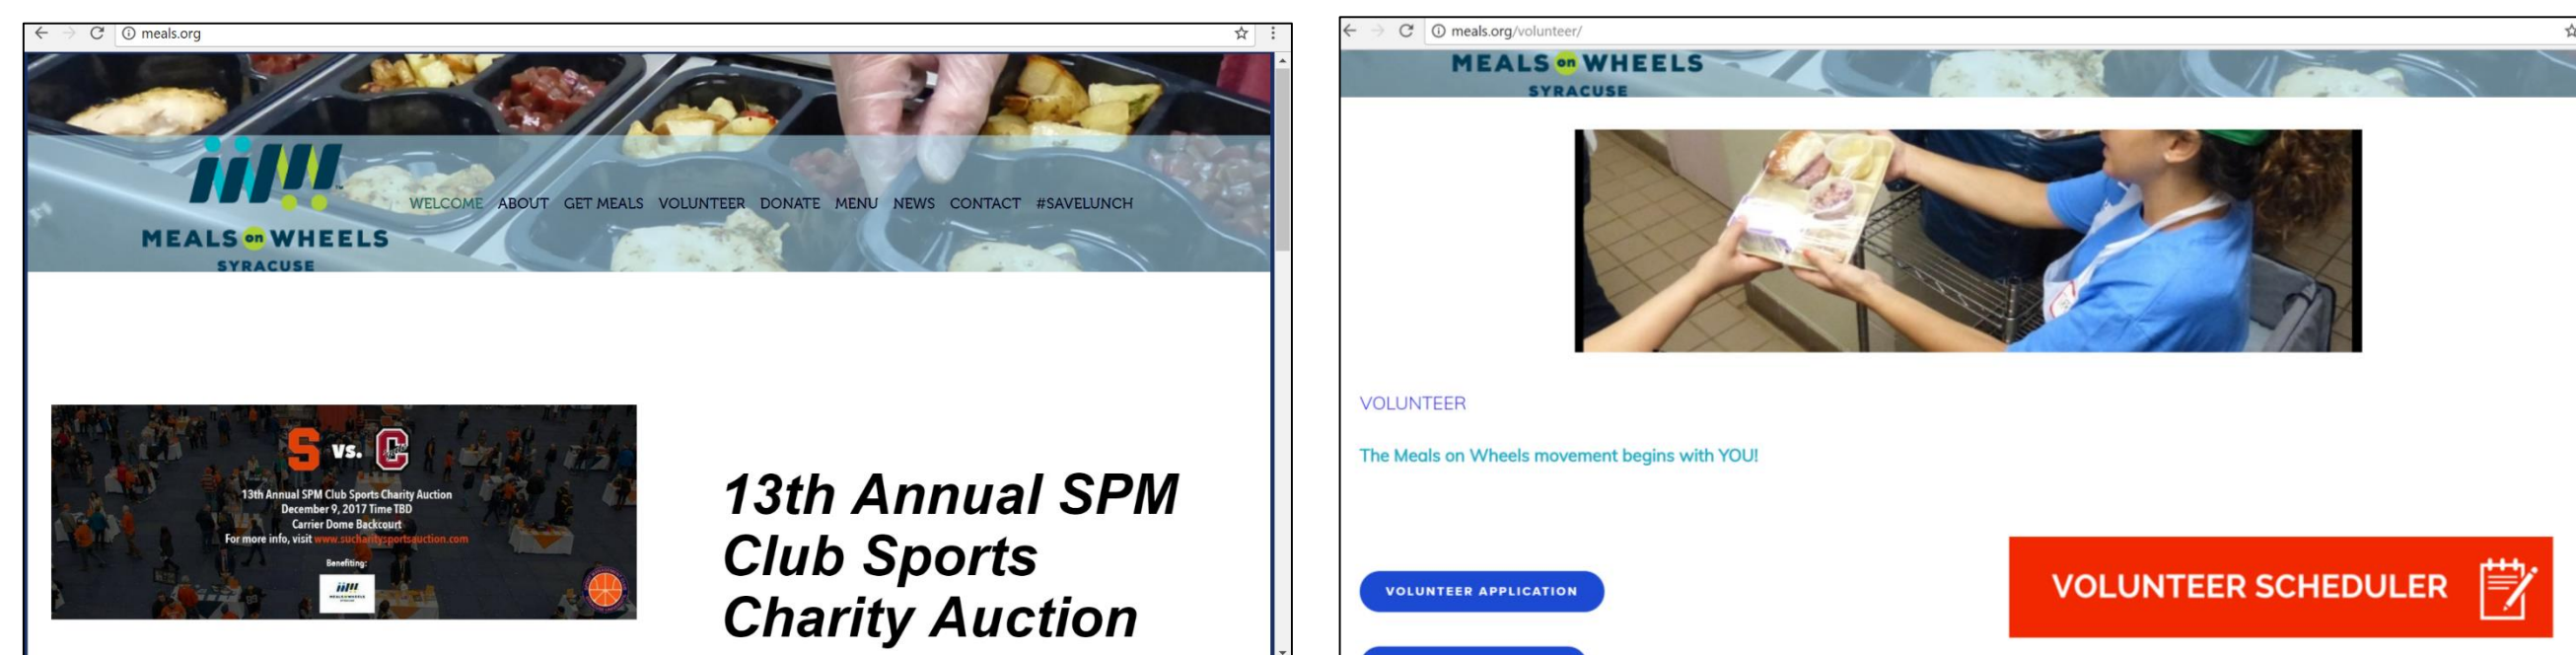 meals.org
WELCOME ABOUT GET MEALS VOLUNTEER DONATE MENU NEWS CONTACT #SAVELUNCH
MEALS on WHEELS
SYRACUSE
S vs. C
13th Annual SPM Club Sports Charity Auction
December 9, 2017 Time TBD
Carrier Dome Backcourt
For more info, visit www.sucharitysportsauction.com
Benefiting:
13th Annual SPM
Club Sports
Charity Auction
meals.org/volunteer/
MEALS on WHEELS
SYRACUSE
VOLUNTEER
The Meals on Wheels movement begins with YOU!
VOLUNTEER APPLICATION
VOLUNTEER SCHEDULER